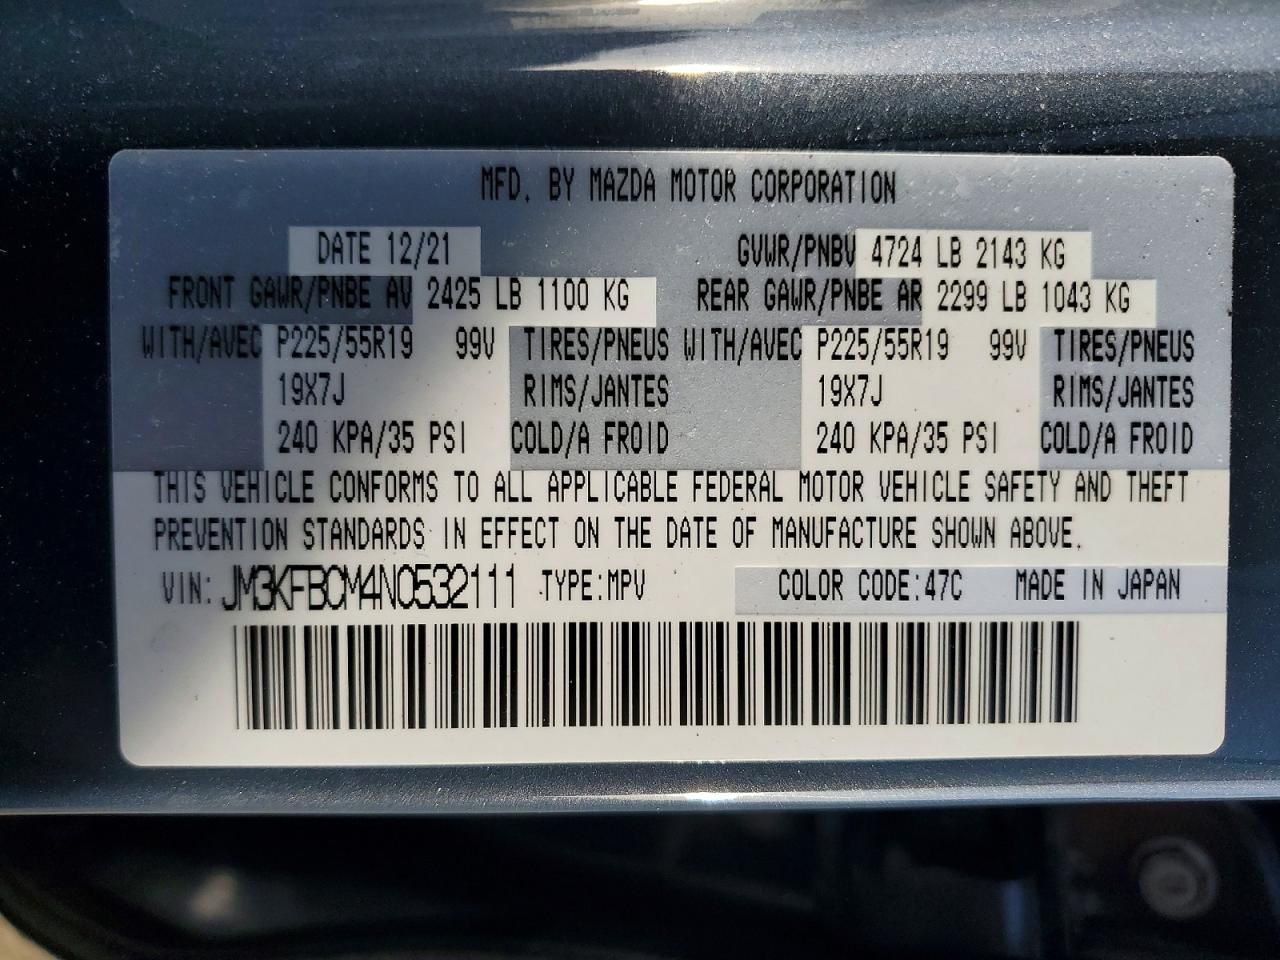 MFD. BY MAZDA MOTOR CORPORATION
DATE 12/21 GVWR/PNBV 4724 LB 2143 KG
FRONT GAWR/PNBE AV 2425 LB 1100 KG REAR GAWR/PNBE AR 2299 LB 1043 KG
WITH/AVEC P225/55R19 99V TIRES/PNEUS WITH/AVEC P225/55R19 99V TIRES/PNEUS
19X7J RIMS/JANTES 19X7J RIMS/JANTES
240 KPA/35 PSI COLD/A FROID 240 KPA/35 PSI COLD/A FROID
THIS VEHICLE CONFORMS TO ALL APPLICABLE FEDERAL MOTOR VEHICLE SAFETY AND THEFT
PREVENTION STANDARDS IN EFFECT ON THE DATE OF MANUFACTURE SHOWN ABOVE.
VIN: JM3KFBCM4N0532111 TYPE:MPV COLOR CODE:47C MADE IN JAPAN